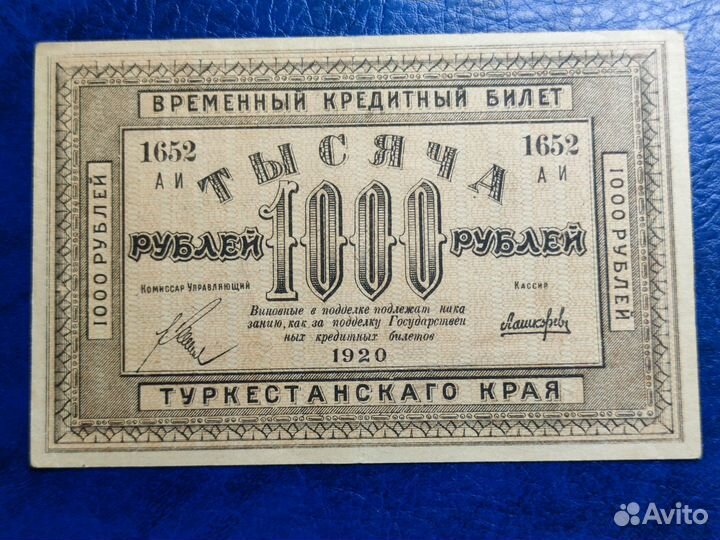 ВРЕМЕННЫЙ КРЕДИТНЫЙ БИЛЕТ
1652 1652
АИ АИ
ТЫСЯЧА
РУБЛЕЙ 1000 РУБЛЕЙ
1000 РУБЛЕЙ
1000 РУБЛЕЙ
Комиссар Управляющий
Кассир
Виновные в подделке подлежат нака
занию, как за подделку Государствен
ных кредитных билетов
1920
ТУРКЕСТАНСКАГО КРАЯ
Avito